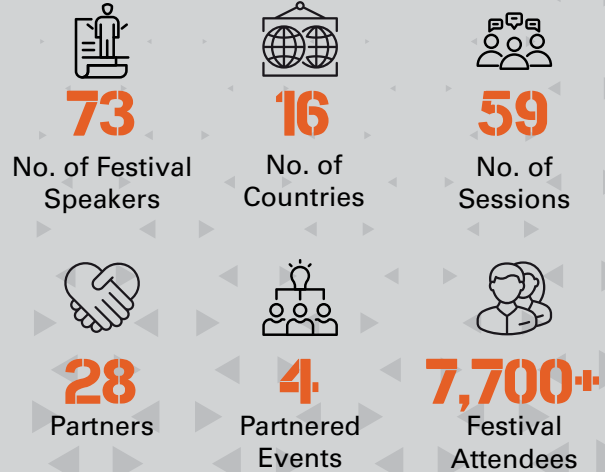 73
No. of Festival
Speakers
16
No. of
Countries
59
No. of
Sessions
28
Partners
4
Partnered
Events
7,700+
Festival
Attendees